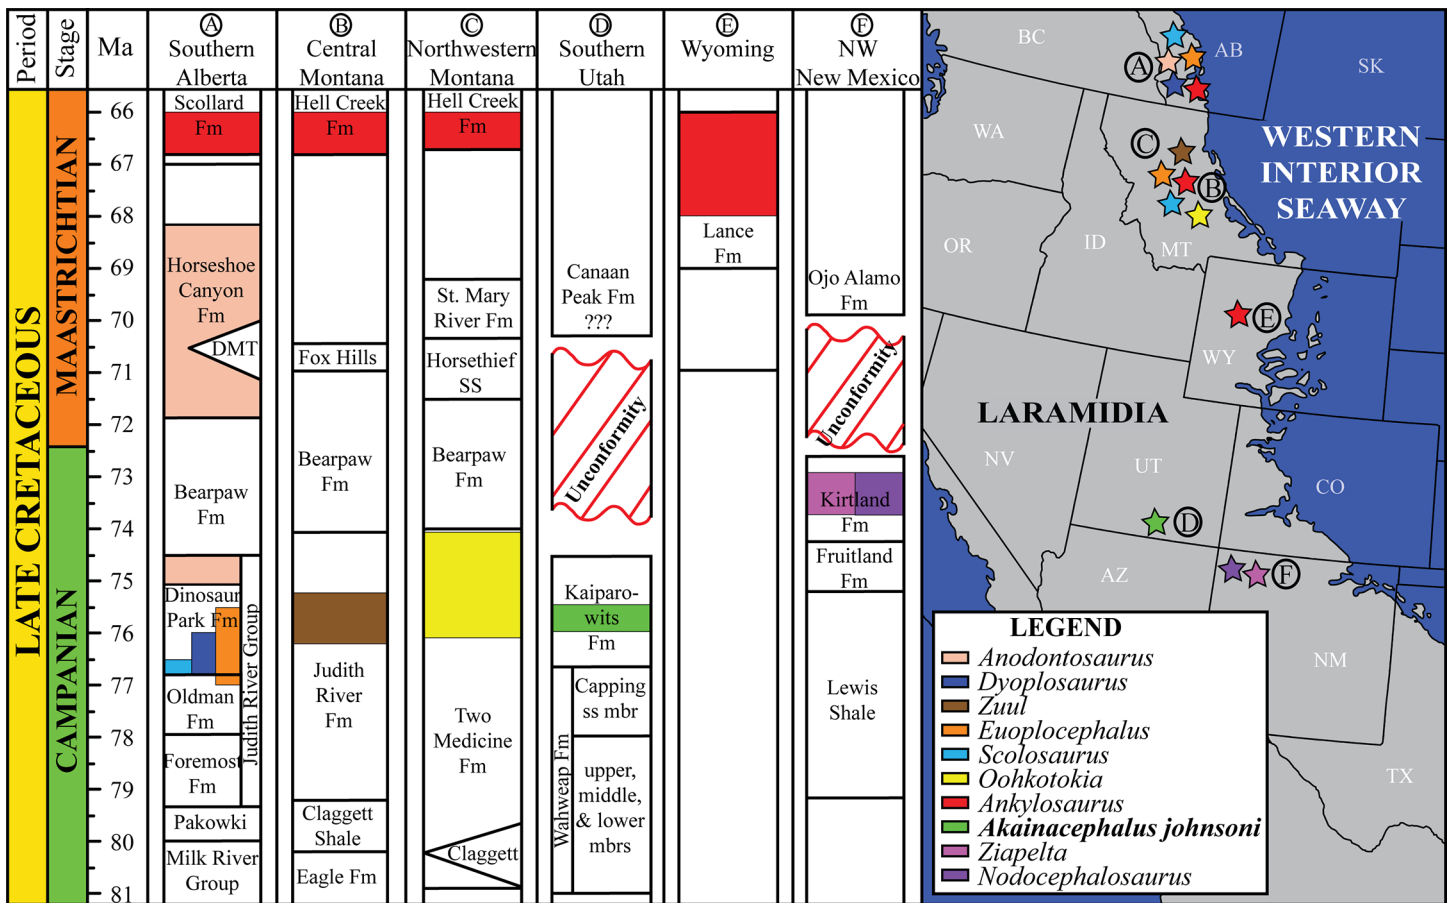 Period
Stage
Ma
A
Southern
Alberta
B
Central
Montana
C
Northwestern
Montana
D
Southern
Utah
E
Wyoming
F
NW
New Mexico
LATE CRETACEOUS
MAASTRICHTIAN
CAMPANIAN
66
67
68
69
70
71
72
73
74
75
76
77
78
79
80
81
Scollard
Fm
Horseshoe
Canyon
Fm
DMT
Bearpaw
Fm
Dinosaur
Park Fm
Oldman
Fm
Foremost
Fm
Judith River Group
Pakowki
Milk River
Group
Hell Creek
Fm
Fox Hills
Bearpaw
Fm
Judith
River
Fm
Claggett
Shale
Eagle Fm
Hell Creek
Fm
St. Mary
River Fm
Horsethief
SS
Bearpaw
Fm
Two
Medicine
Fm
Claggett
Canaan
Peak Fm
???
Unconformity
Kaiparo-
wits
Fm
Wahweap Fm
Capping
ss mbr
upper,
middle,
& lower
mbrs
Lance
Fm
Ojo Alamo
Fm
Unconformity
Kirtland
Fm
Fruitland
Fm
Lewis
Shale
BC
AB
SK
A
WA
C
B
WESTERN
INTERIOR
SEAWAY
OR
ID
MT
E
WY
LARAMIDIA
NV
UT
CO
D
AZ
F
NM
TX
LEGEND
Anodontosaurus
Dyoplosaurus
Zuul
Euoplocephalus
Scolosaurus
Oohkotokia
Ankylosaurus
Akainacephalus johnsoni
Ziapelta
Nodocephalosaurus